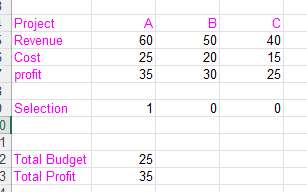 Project A B C
Revenue 60 50 40
Cost 25 20 15
profit 35 30 25
Selection 1 0 0
Total Budget 25
Total Profit 35